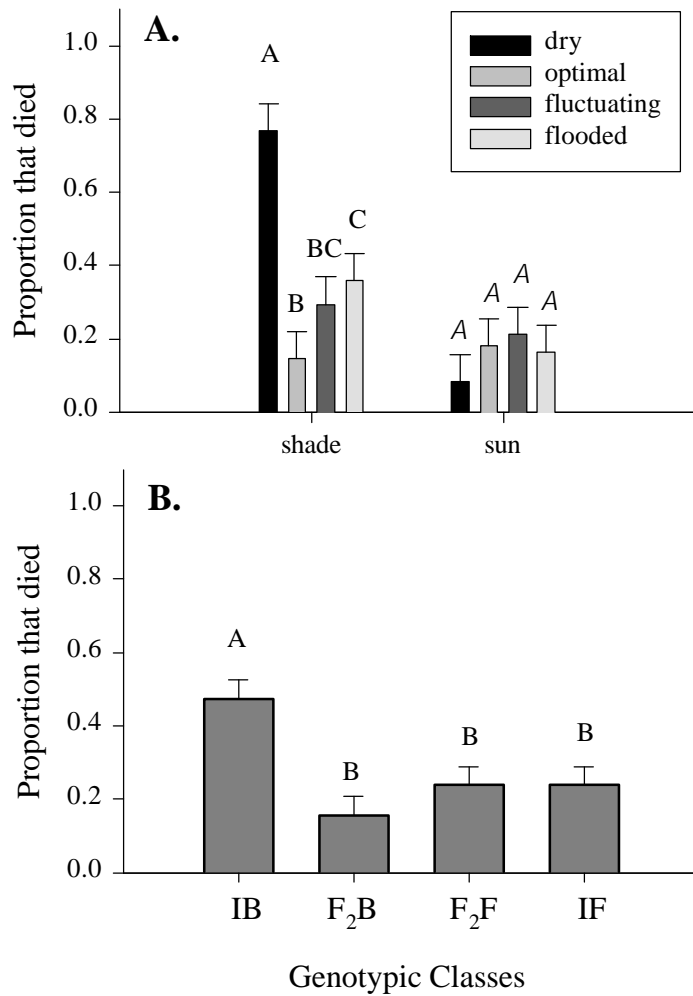 A.
dry
optimal
fluctuating
flooded
Proportion that died
1.0
0.8
0.6
0.4
0.2
0.0
A
B
BC
C
A
A
A
A
shade
sun
B.
Proportion that died
1.0
0.8
0.6
0.4
0.2
0.0
A
B
B
B
IB
F₂B
F₂F
IF
Genotypic Classes